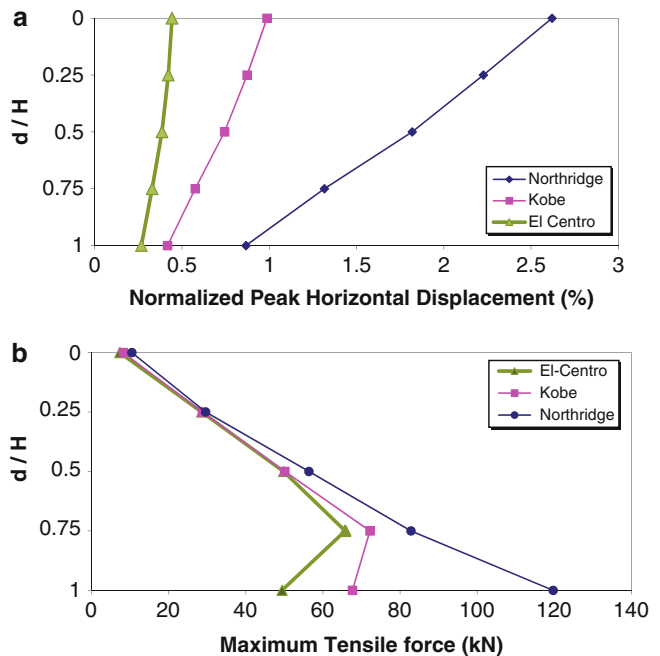 a
0
0.25
0.5
0.75
1
d / H
Northridge
Kobe
El Centro
0 0.5 1 1.5 2 2.5 3
Normalized Peak Horizontal Displacement (%)
b
0
0.25
0.5
0.75
1
d / H
El-Centro
Kobe
Northridge
0 20 40 60 80 100 120 140
Maximum Tensile force (kN)